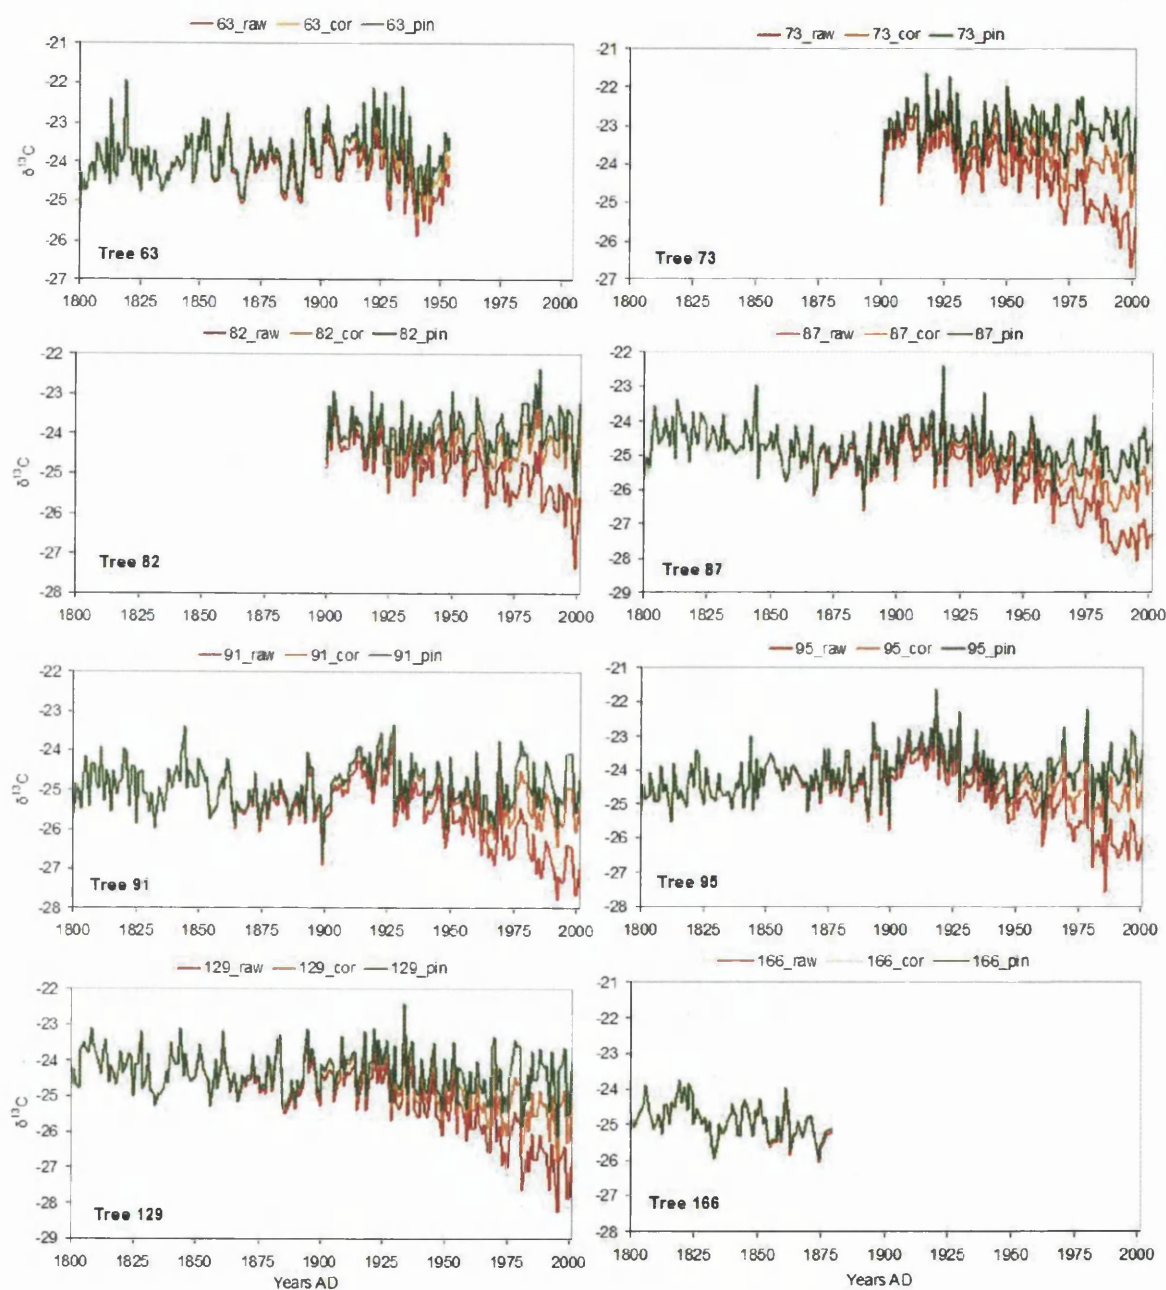 63_raw 63_cor 63_pin
-21
-22
-23
-24
-25
-26
-27
δ13C
Tree 63
1800 1825 1850 1875 1900 1925 1950 1975 2000
73_raw 73_cor 73_pin
-21
-22
-23
-24
-25
-26
-27
Tree 73
1800 1825 1850 1875 1900 1925 1950 1975 2000
82_raw 82_cor 82_pin
-22
-23
-24
-25
-26
-27
-28
δ13C
Tree 82
1800 1825 1850 1875 1900 1925 1950 1975 2000
87_raw 87_cor 87_pin
-22
-23
-24
-25
-26
-27
-28
-29
Tree 87
1800 1825 1850 1875 1900 1925 1950 1975 2000
91_raw 91_cor 91_pin
-22
-23
-24
-25
-26
-27
-28
δ13C
Tree 91
1800 1825 1850 1875 1900 1925 1950 1975 2000
95_raw 95_cor 95_pin
-21
-22
-23
-24
-25
-26
-27
-28
Tree 95
1800 1825 1850 1875 1900 1925 1950 1975 2000
129_raw 129_cor 129_pin
-22
-23
-24
-25
-26
-27
-28
-29
δ13C
Tree 129
1800 1825 1850 1875 1900 1925 1950 1975 2000
Years AD
166_raw 166_cor 166_pin
-21
-22
-23
-24
-25
-26
-27
-28
Tree 166
1800 1825 1850 1875 1900 1925 1950 1975 2000
Years AD